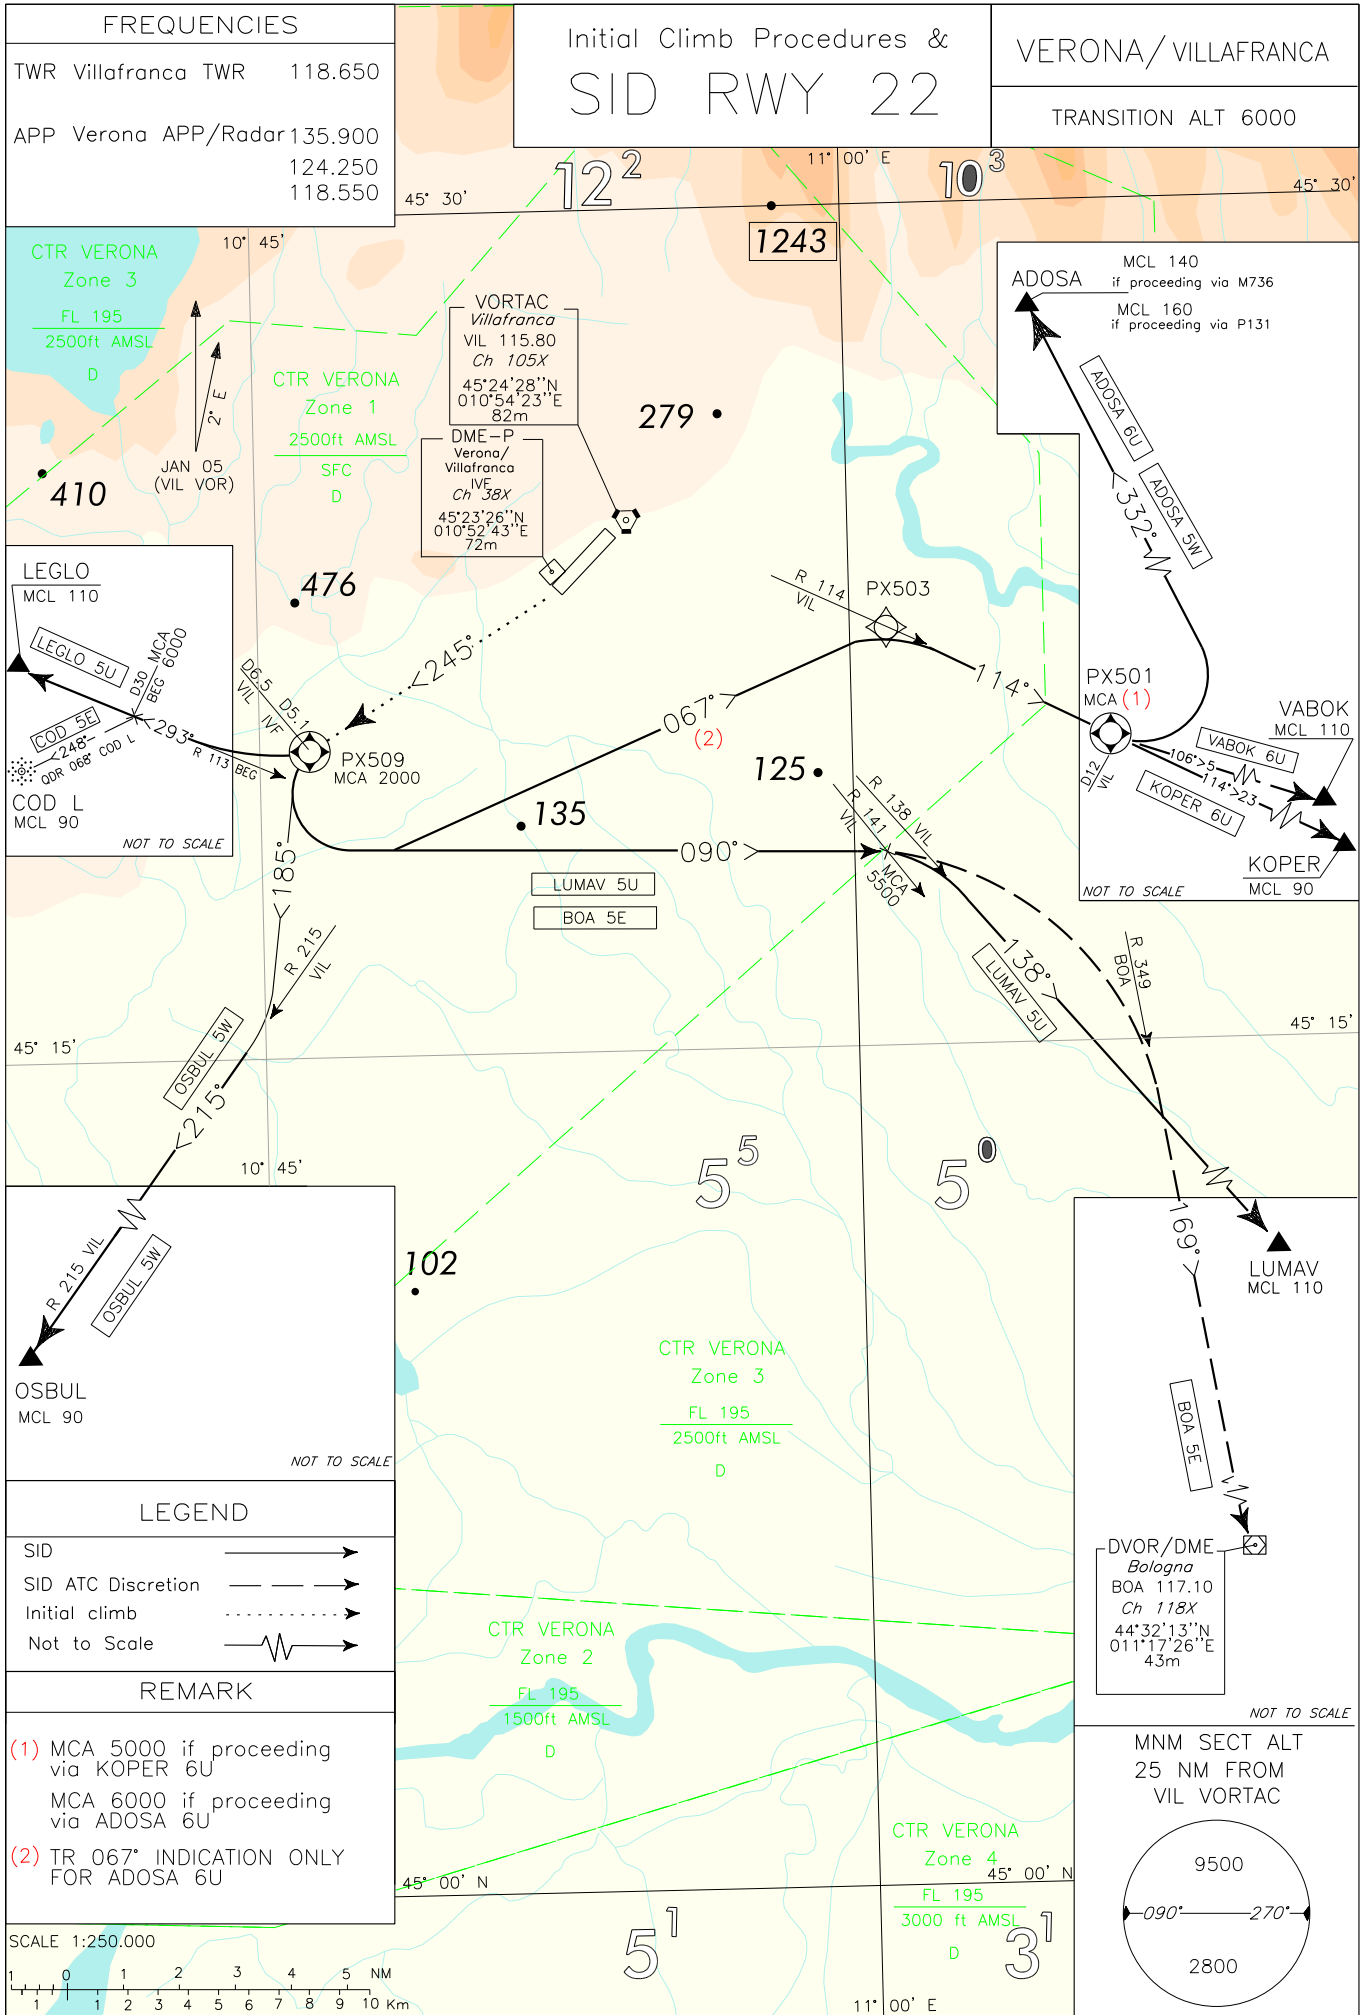 FREQUENCIES
TWR Villafranca TWR 118.650
APP Verona APP/Radar 135.900
124.250
118.550
Initial Climb Procedures &
SID RWY 22
VERONA/VILLAFRANCA
TRANSITION ALT 6000
11° 00' E
12²
10³
45° 30'
45° 30'
1243
10° 45'
CTR VERONA
Zone 3
FL 195
2500ft AMSL
D
2° E
JAN 05
(VIL VOR)
410
CTR VERONA
Zone 1
2500ft AMSL
SFC
D
VORTAC
Villafranca
VIL 115.80
Ch 105X
45°24'28''N
010°54'23''E
82m
DME-P
Verona/
Villafranca
IVF
Ch 38X
45°23'26''N
010°52'43''E
72m
279
476
ADOSA
MCL 140
if proceeding via M736
MCL 160
if proceeding via P131
ADOSA 6U
ADOSA 5W
<332°
LEGLO
MCL 110
LEGLO 5U
D30 MCA
BEG 6000
COD 5E
<248°
QDR 068° COD L
<293°
R 113 BEG
COD L
MCL 90
NOT TO SCALE
D6.5 D5.1
VIL IVF
<245°
PX509
MCA 2000
R 114
VIL
PX503
114°>
067°>
(2)
PX501
MCA (1)
D12
VIL
VABOK
MCL 110
VABOK 6U
106°>5
114°>23
KOPER 6U
KOPER
MCL 90
NOT TO SCALE
125
135
R 138 VIL
R 141
VIL
MCA
5500
090°>
LUMAV 5U
BOA 5E
<185°
R 215
VIL
138°>
LUMAV 5U
R 349
BOA
45° 15'
45° 15'
OSBUL 5W
<215°
10° 45'
5⁵
5⁰
R 215 VIL
OSBUL 5W
OSBUL
MCL 90
NOT TO SCALE
102
169°>
LUMAV
MCL 110
BOA 5E
CTR VERONA
Zone 3
FL 195
2500ft AMSL
D
LEGEND
SID
SID ATC Discretion
Initial climb
Not to Scale
DVOR/DME
Bologna
BOA 117.10
Ch 118X
44°32'13''N
011°17'26''E
43m
NOT TO SCALE
CTR VERONA
Zone 2
FL 195
1500ft AMSL
D
REMARK
(1) MCA 5000 if proceeding
via KOPER 6U
MCA 6000 if proceeding
via ADOSA 6U
(2) TR 067° INDICATION ONLY
FOR ADOSA 6U
MNM SECT ALT
25 NM FROM
VIL VORTAC
9500
090° 270°
2800
CTR VERONA
Zone 4
FL 195
3000 ft AMSL
D
45° 00' N
45° 00' N
5¹
3¹
11° 00' E
SCALE 1:250.000
1 0 1 2 3 4 5 NM
1 1 2 3 4 5 6 7 8 9 10 Km